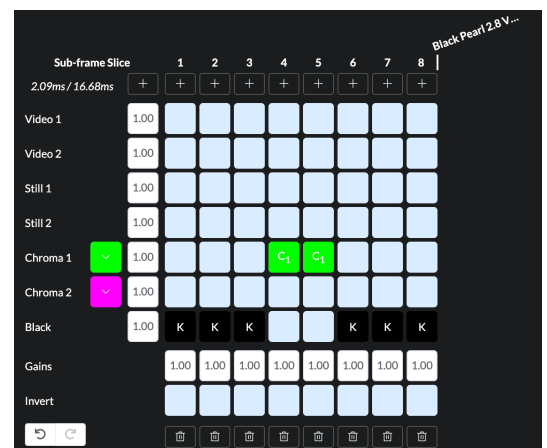 Black Pearl 2.8 V...
Sub-frame Slice 1 2 3 4 5 6 7 8
2.09ms / 16.68ms + + + + + + + + +
Video 1 1.00
Video 2 1.00
Still 1 1.00
Still 2 1.00
Chroma 1 1.00 C1 C1
Chroma 2 1.00
Black 1.00 K K K K K K
Gains 1.00 1.00 1.00 1.00 1.00 1.00 1.00 1.00
Invert